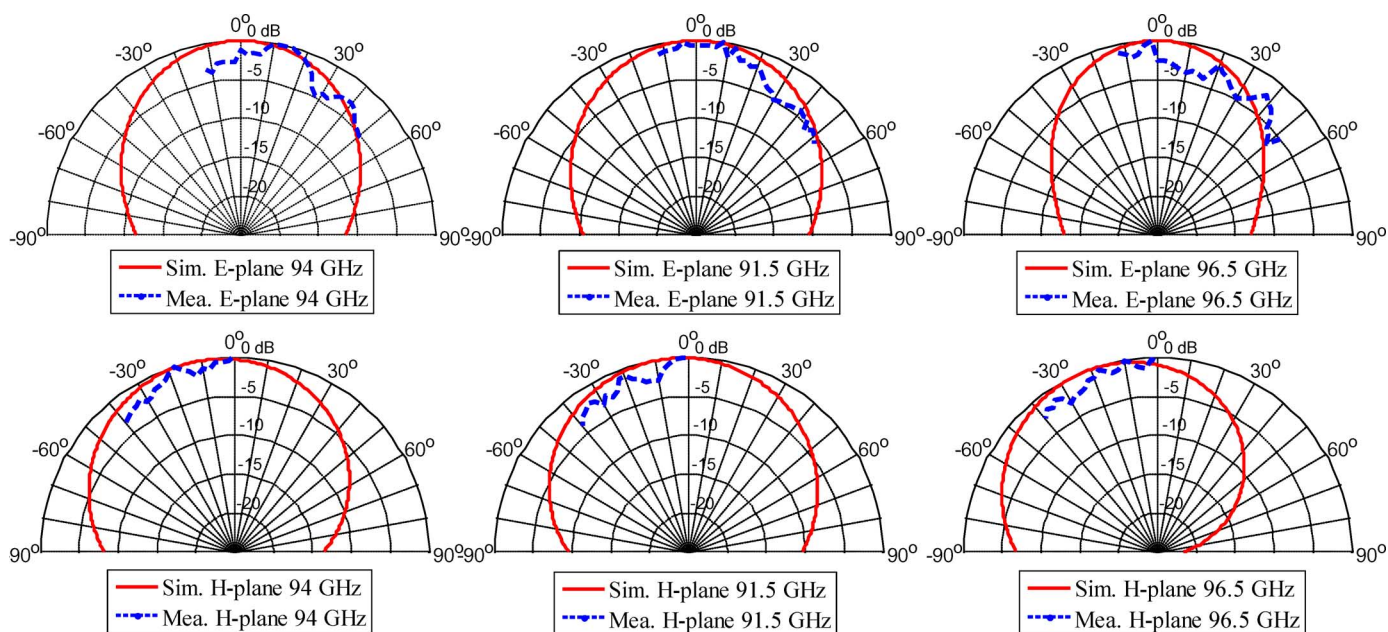 0° 0 dB
-30° 30°
-60° 60°
-90° 90°
-5
-10
-15
-20
Sim. E-plane 94 GHz
Mea. E-plane 94 GHz
0° 0 dB
-30° 30°
-60° 60°
-90° 90°
-5
-10
-15
-20
Sim. E-plane 91.5 GHz
Mea. E-plane 91.5 GHz
0° 0 dB
-30° 30°
-60° 60°
-90° 90°
-5
-10
-15
-20
Sim. E-plane 96.5 GHz
Mea. E-plane 96.5 GHz
0° 0 dB
-30° 30°
-60° 60°
90° 90°
-5
-10
-15
-20
Sim. H-plane 94 GHz
Mea. H-plane 94 GHz
0° 0 dB
-30° 30°
-60° 60°
-90° 90°
-5
-10
-15
-20
Sim. H-plane 91.5 GHz
Mea. H-plane 91.5 GHz
0° 0 dB
-30° 30°
-60° 60°
-90° 90°
-5
-10
-15
-20
Sim. H-plane 96.5 GHz
Mea. H-plane 96.5 GHz